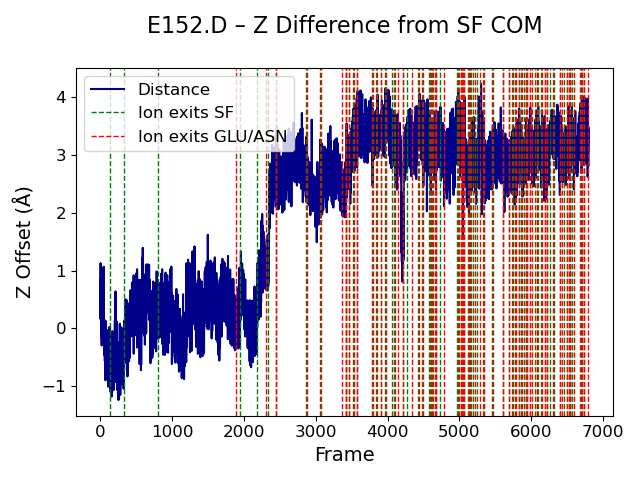 E152.D – Z Difference from SF COM
Distance
Ion exits SF
Ion exits GLU/ASN
Z Offset (Å)
4
3
2
1
0
−1
0 1000 2000 3000 4000 5000 6000 7000
Frame